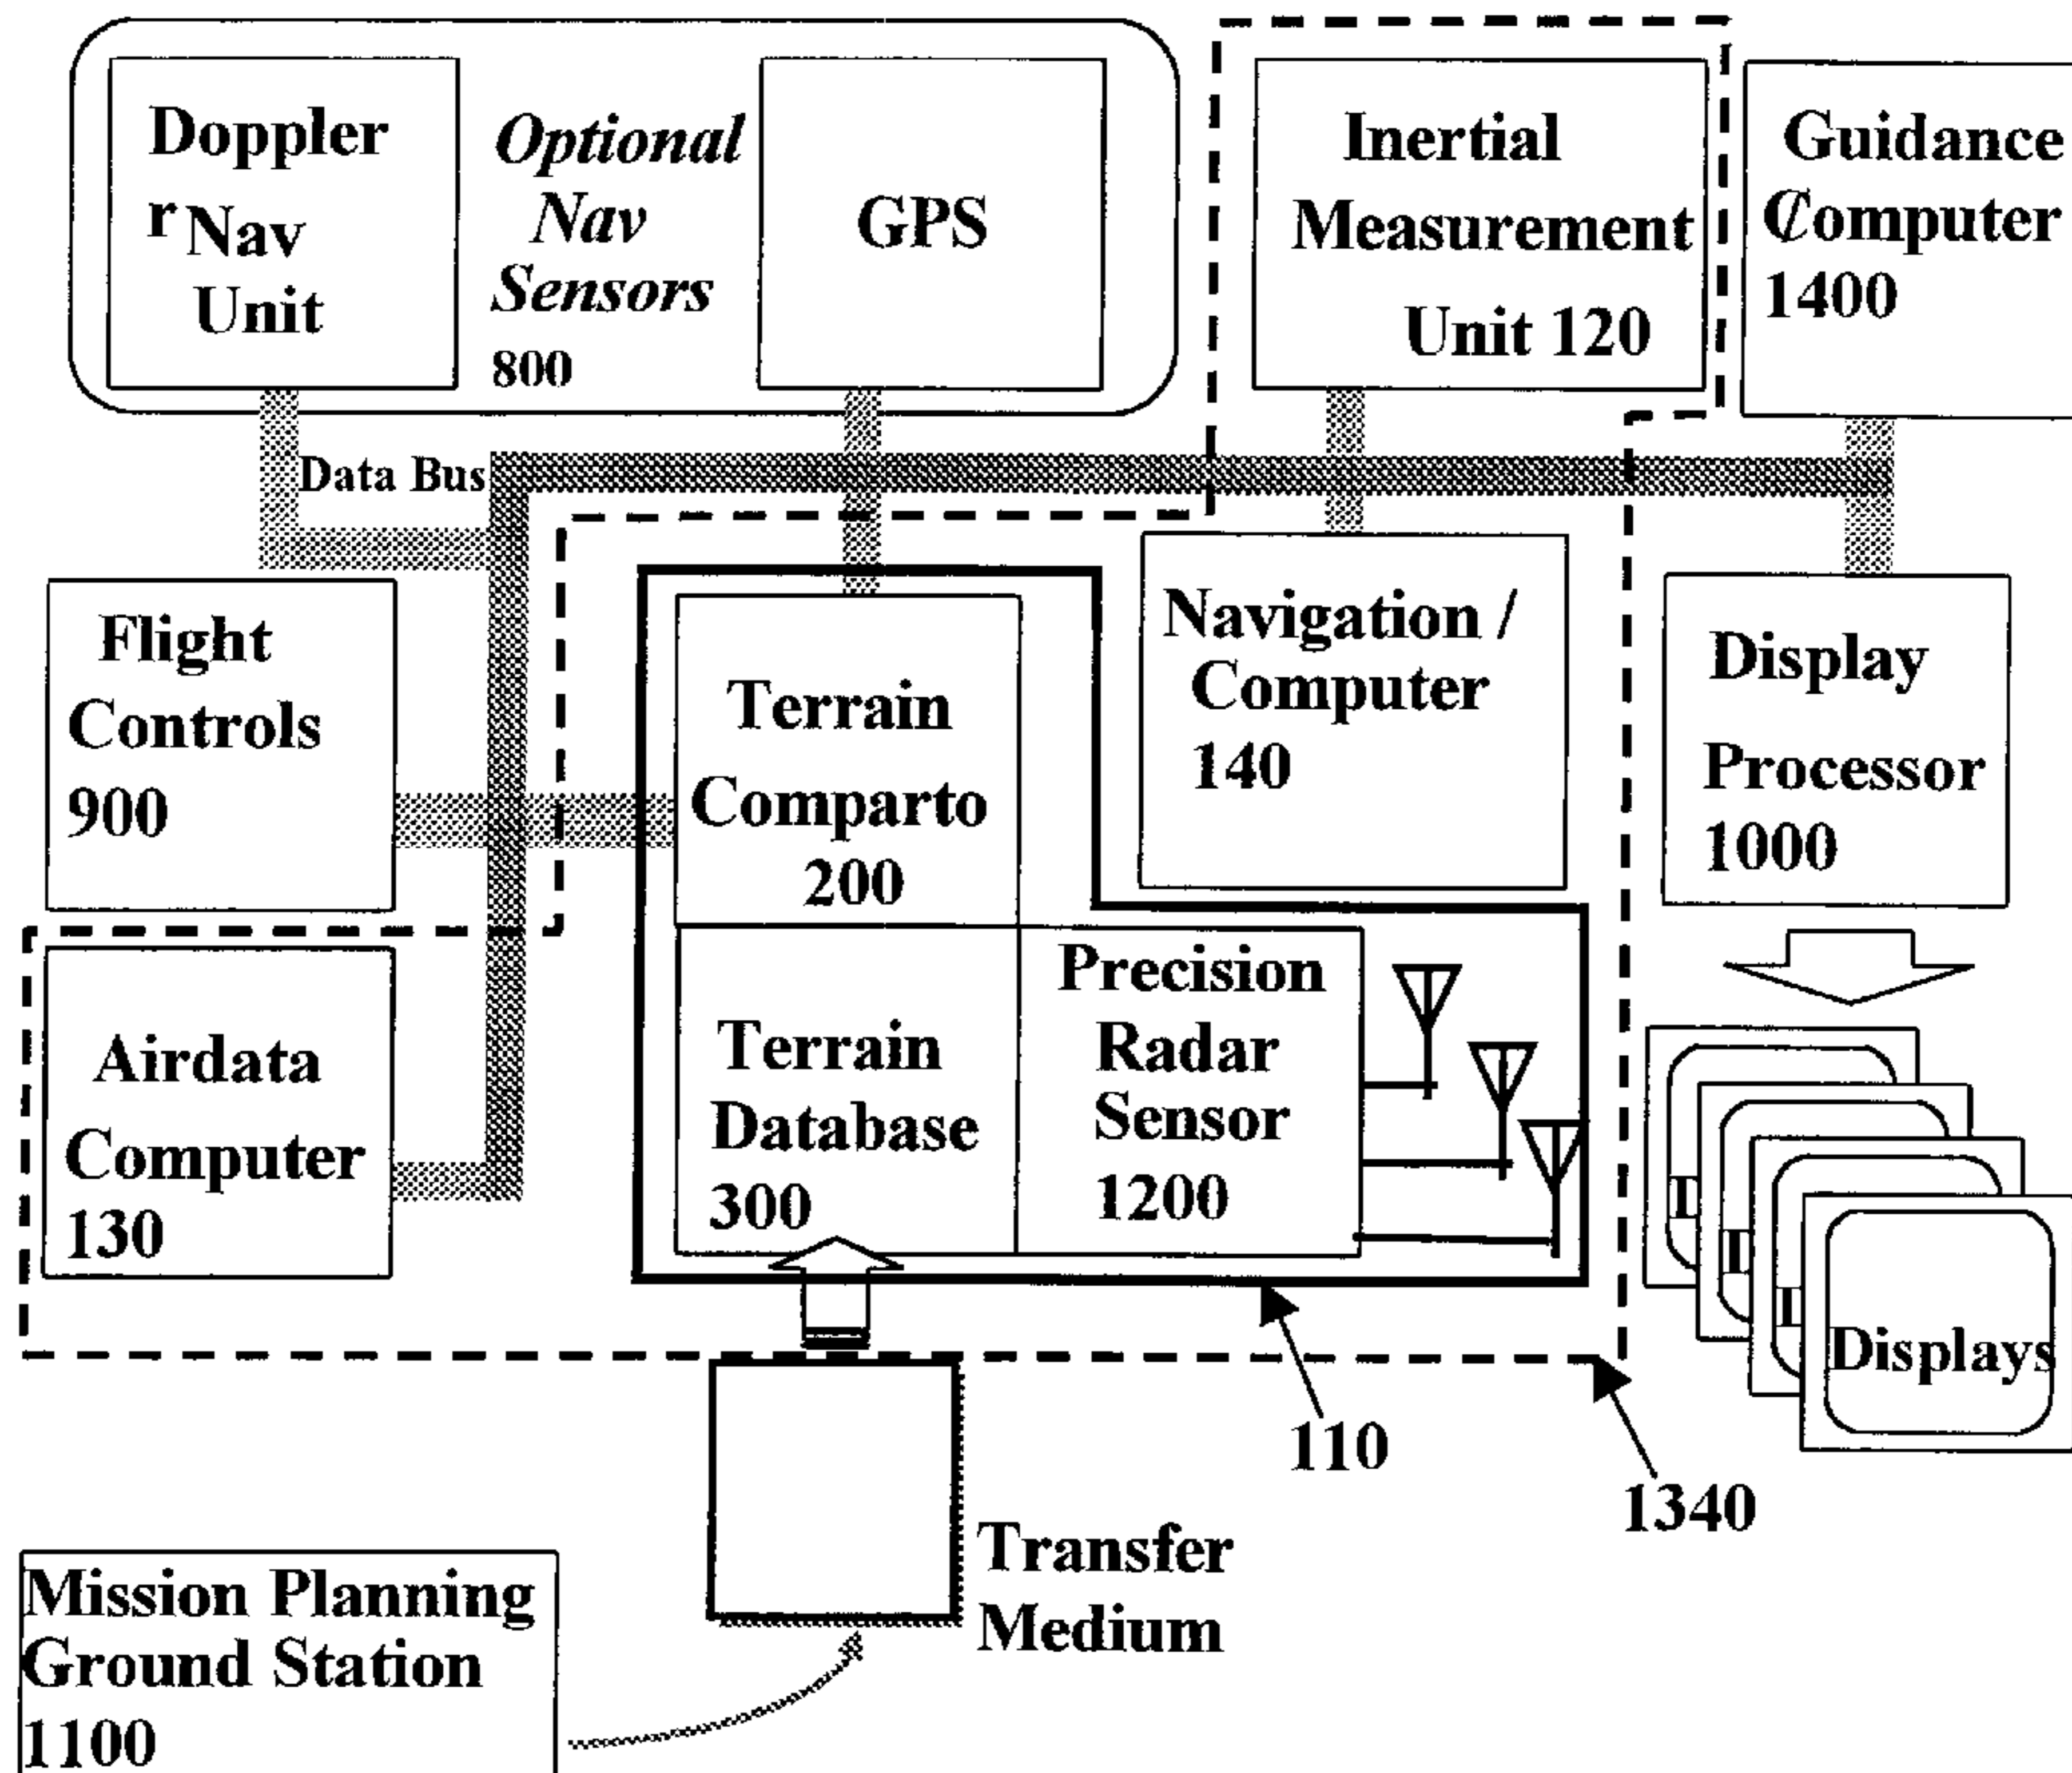 Doppler
r Nav
Unit
Optional
Nav
Sensors
800
GPS
Inertial
Measurement
Unit 120
Guidance
Computer
1400
Data Bus
Flight
Controls
900
Terrain
Comparto
200
Navigation /
Computer
140
Display
Processor
1000
Airdata
Computer
130
Terrain
Database
300
Precision
Radar
Sensor
1200
Displays
110
1340
Transfer
Medium
Mission Planning
Ground Station
1100